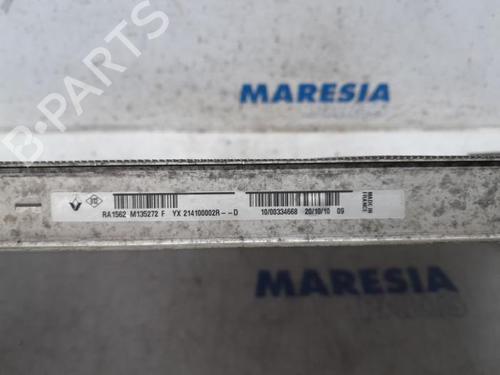 B-PARTS
MARESIA
RA1562 M135272 F YX 214100002R--D 10/00334668 20/10/10 09
MADE IN
FRANCE
MARESIA